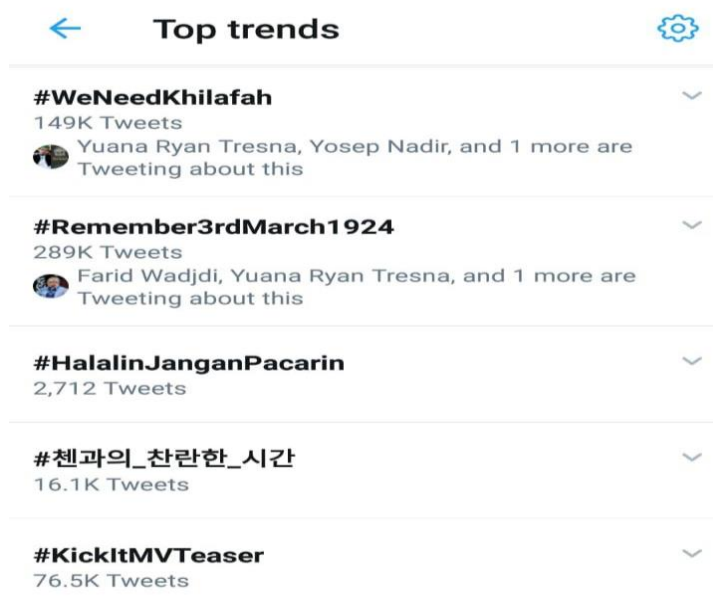 Top trends
#WeNeedKhilafah
149K Tweets
Yuana Ryan Tresna, Yosep Nadir, and 1 more are
Tweeting about this
#Remember3rdMarch1924
289K Tweets
Farid Wadjdi, Yuana Ryan Tresna, and 1 more are
Tweeting about this
#HalalinJanganPacarin
2,712 Tweets
#첸과의_찬란한_시간
16.1K Tweets
#KickItMVTeaser
76.5K Tweets